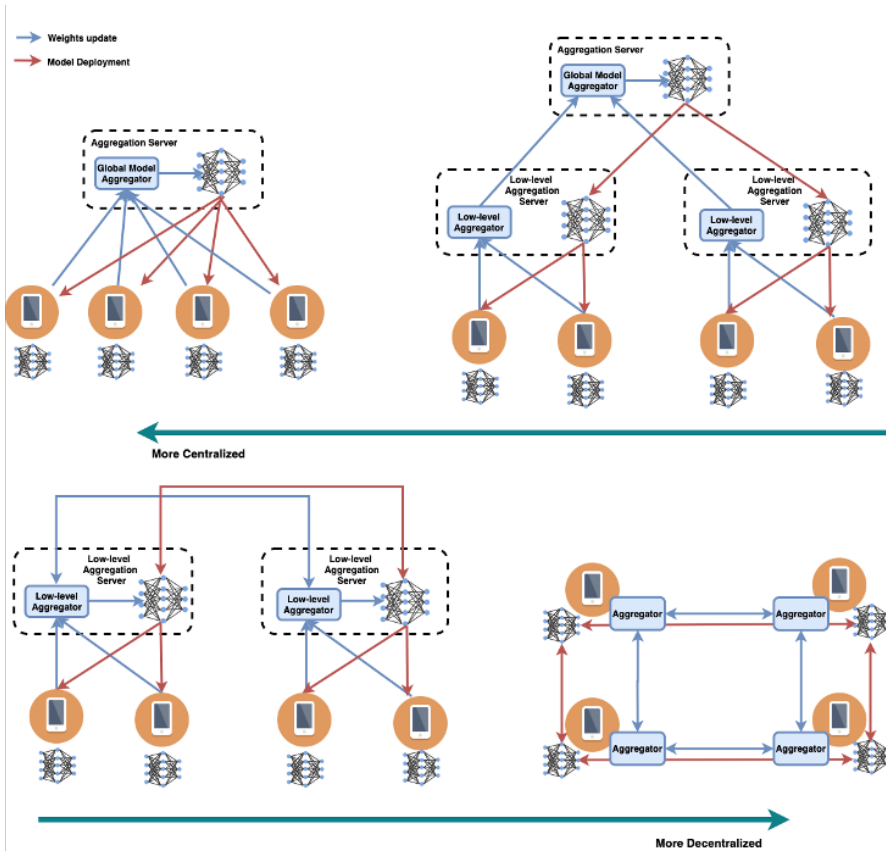 Weights update
Model Deployment
Aggregation Server
Global Model
Aggregator
Aggregation Server
Global Model
Aggregator
Low-level
Aggregation
Server
Low-level
Aggregator
Low-level
Aggregation
Server
Low-level
Aggregator
More Centralized
Low-level
Aggregation
Server
Low-level
Aggregator
Low-level
Aggregation
Server
Low-level
Aggregator
Aggregator
Aggregator
Aggregator
Aggregator
More Decentralized